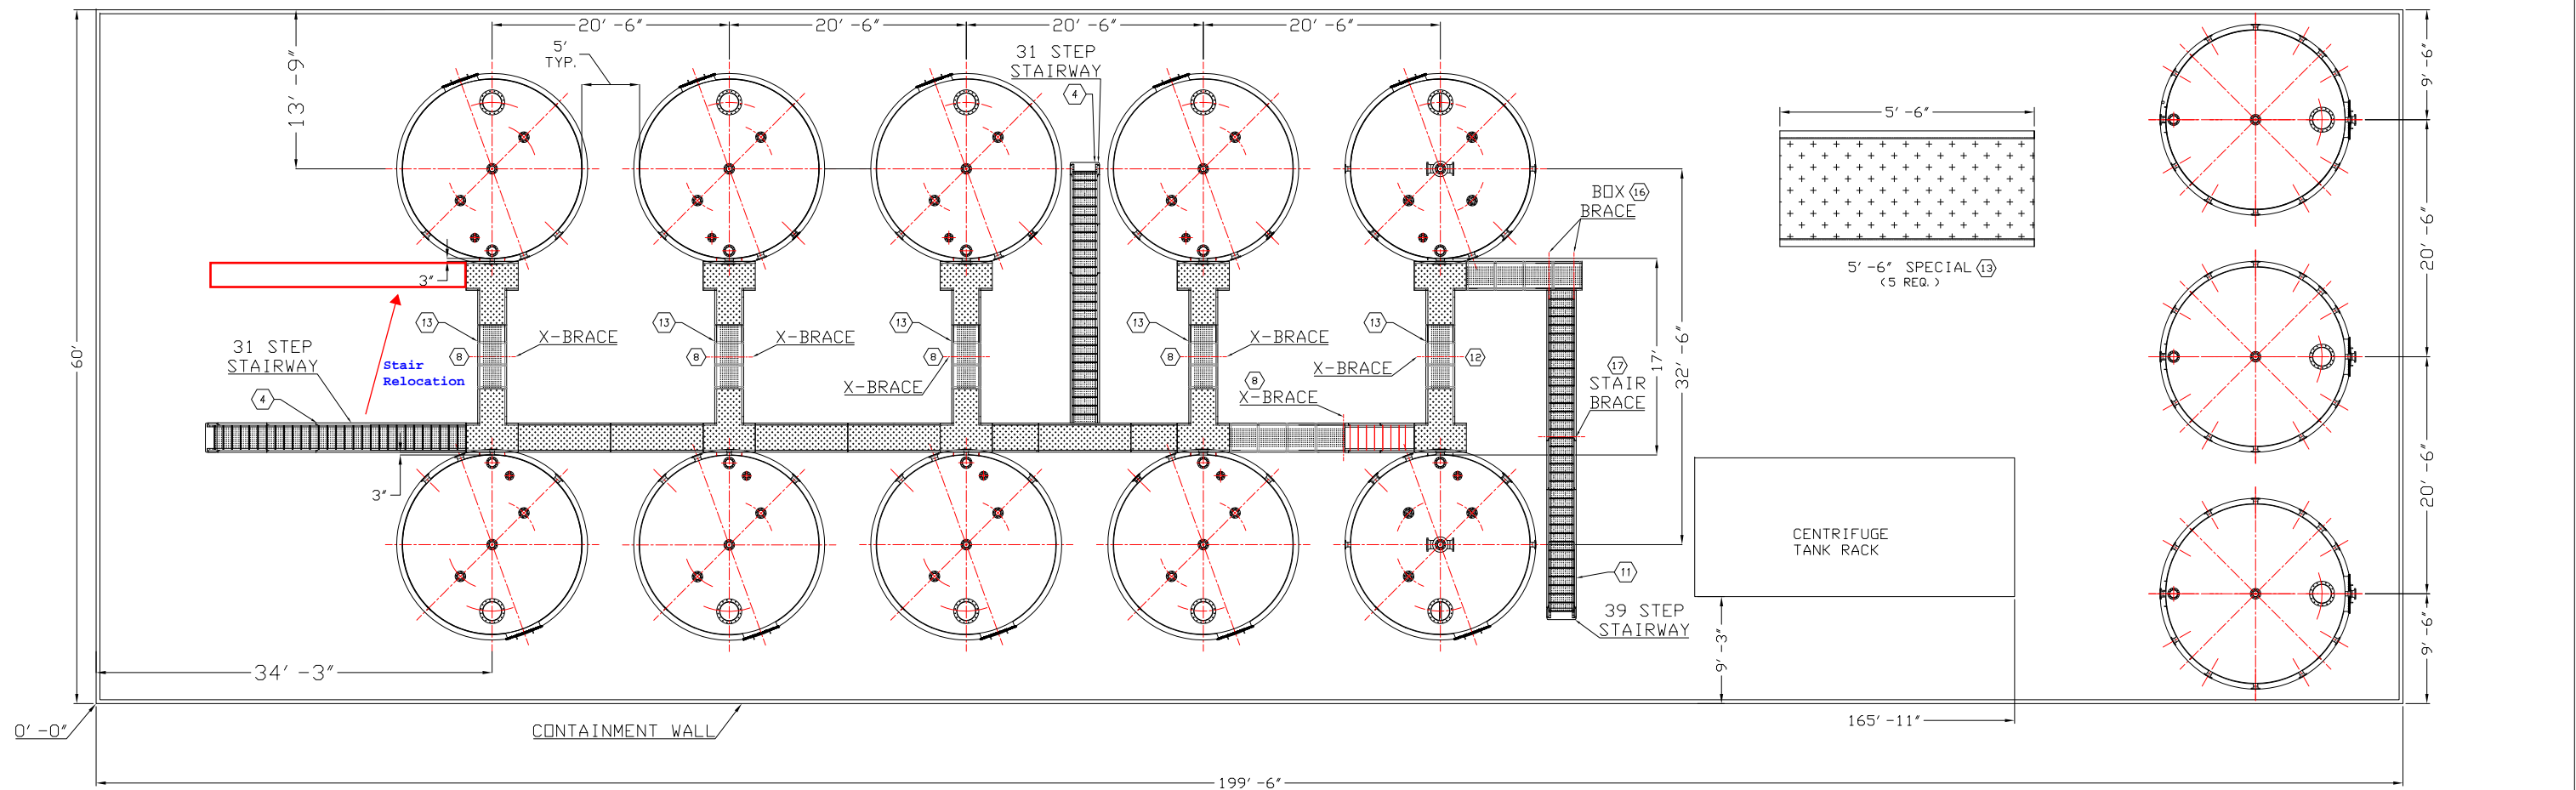 20'-6"
20'-6"
20'-6"
20'-6"
5'
TYP.
31 STEP
STAIRWAY
4
13'-9"
9'-6"
5'-6"
BOX 16
BRACE
5'-6" SPECIAL 13
(5 REQ.)
20'-6"
3"
60'
13
X-BRACE
8
13
X-BRACE
8
13
X-BRACE
8
13
X-BRACE
8
13
X-BRACE
12
31 STEP
STAIRWAY
4
Stair
Relocation
8
X-BRACE
17
STAIR
BRACE
17'
32'-6"
20'-6"
3"
CENTRIFUGE
TANK RACK
11
39 STEP
STAIRWAY
9'-3"
9'-6"
34'-3"
165'-11"
0'-0"
CONTAINMENT WALL
199'-6"